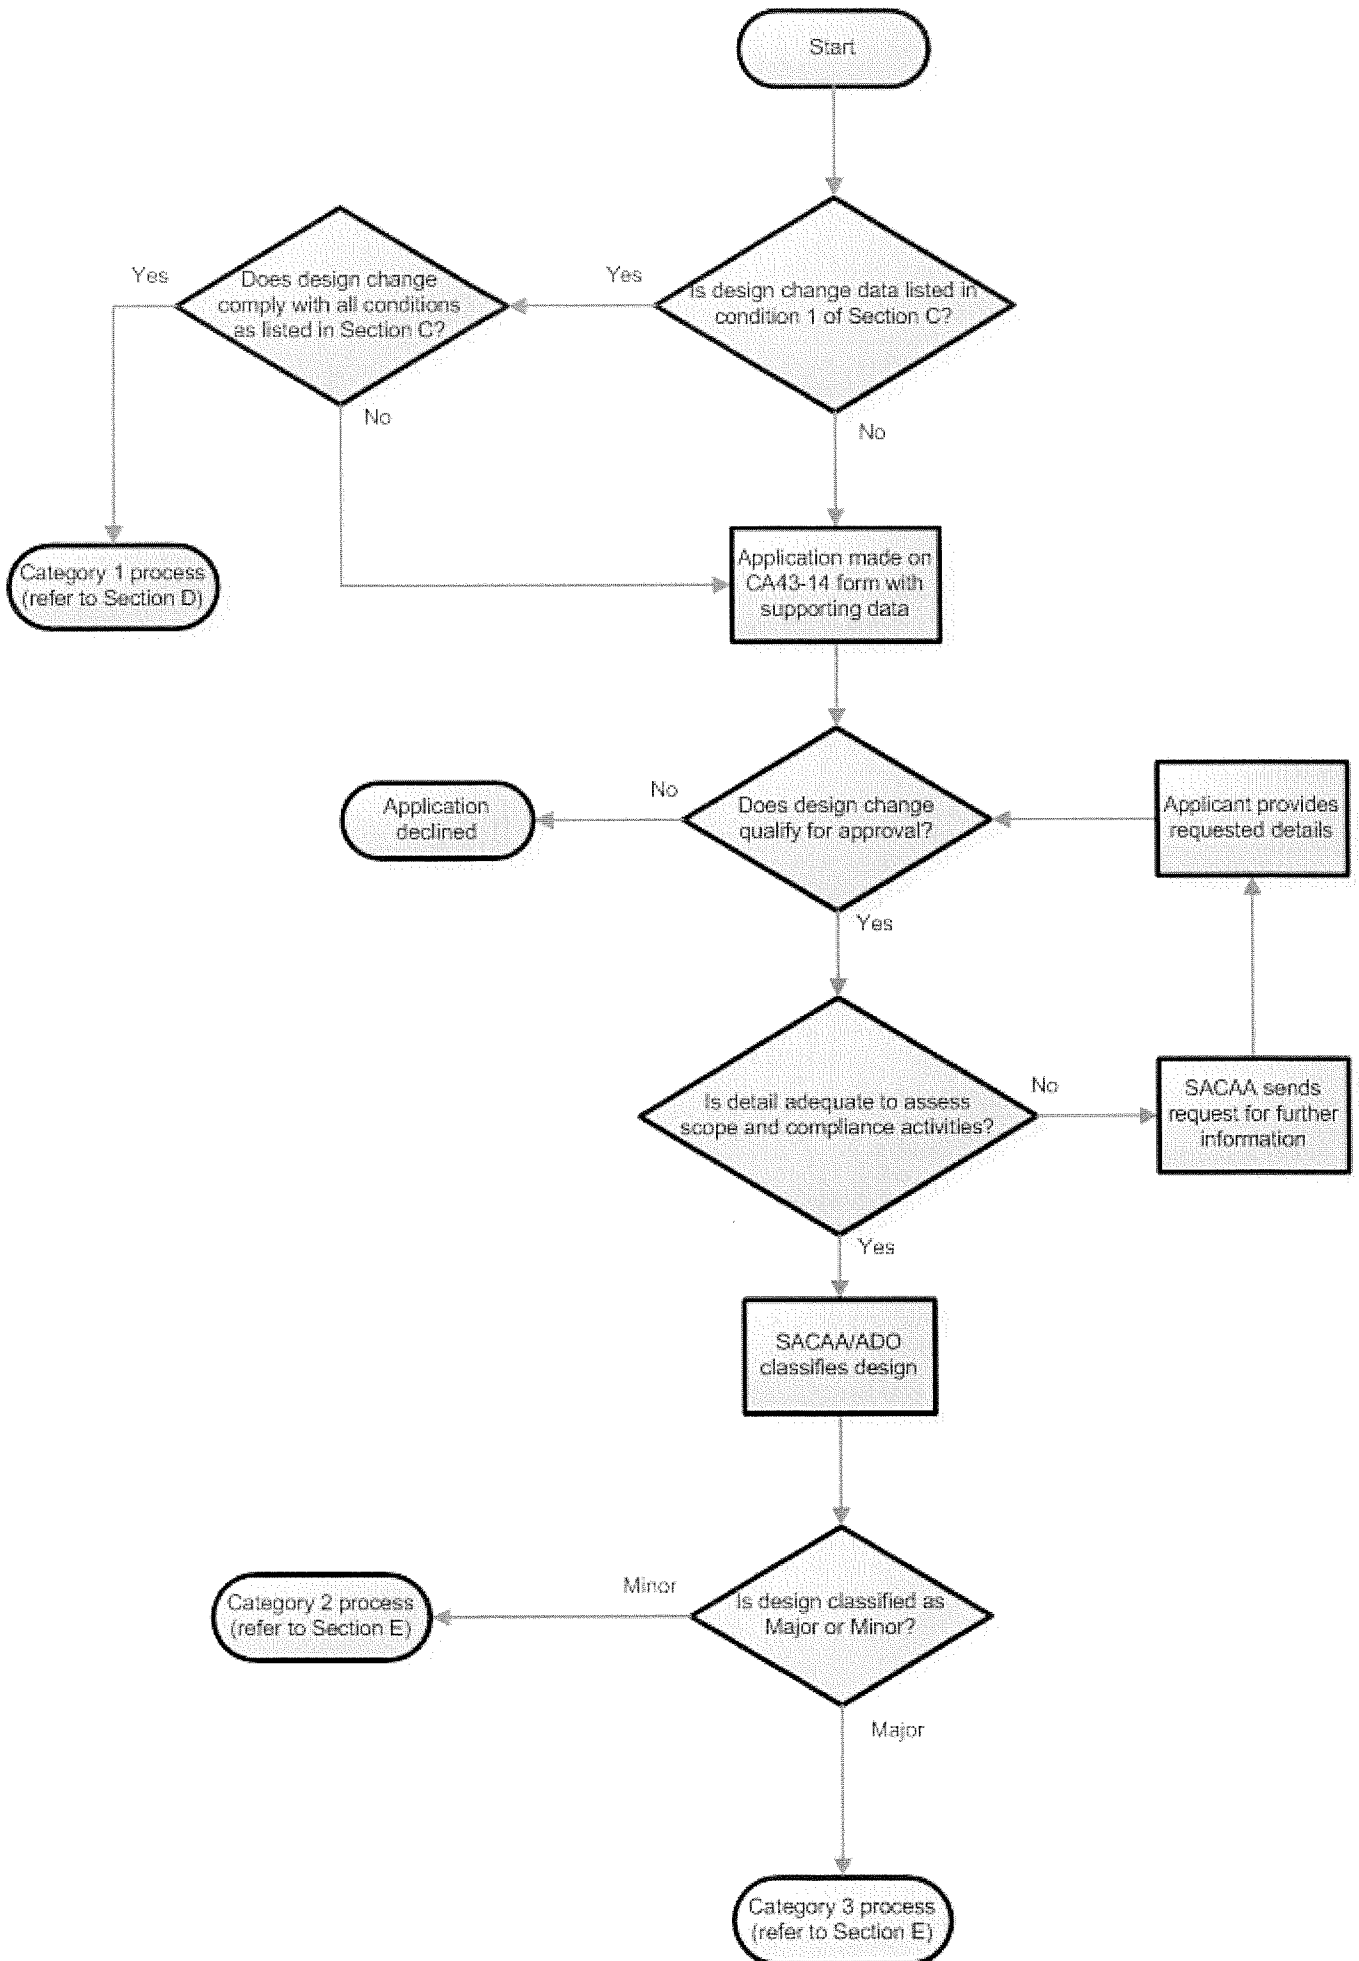 Start
Is design change data listed in
condition 1 of Section C?
Yes
No
Does design change
comply with all conditions
as listed in Section C?
Yes
No
Category 1 process
(refer to Section D)
Application made on
CA43-14 form with
supporting data
Does design change
qualify for approval?
No
Yes
Application
declined
Applicant provides
requested details
Is detail adequate to assess
scope and compliance activities?
No
Yes
SACAA sends
request for further
information
SACAA/ADO
classifies design
Is design classified as
Major or Minor?
Minor
Major
Category 2 process
(refer to Section E)
Category 3 process
(refer to Section E)